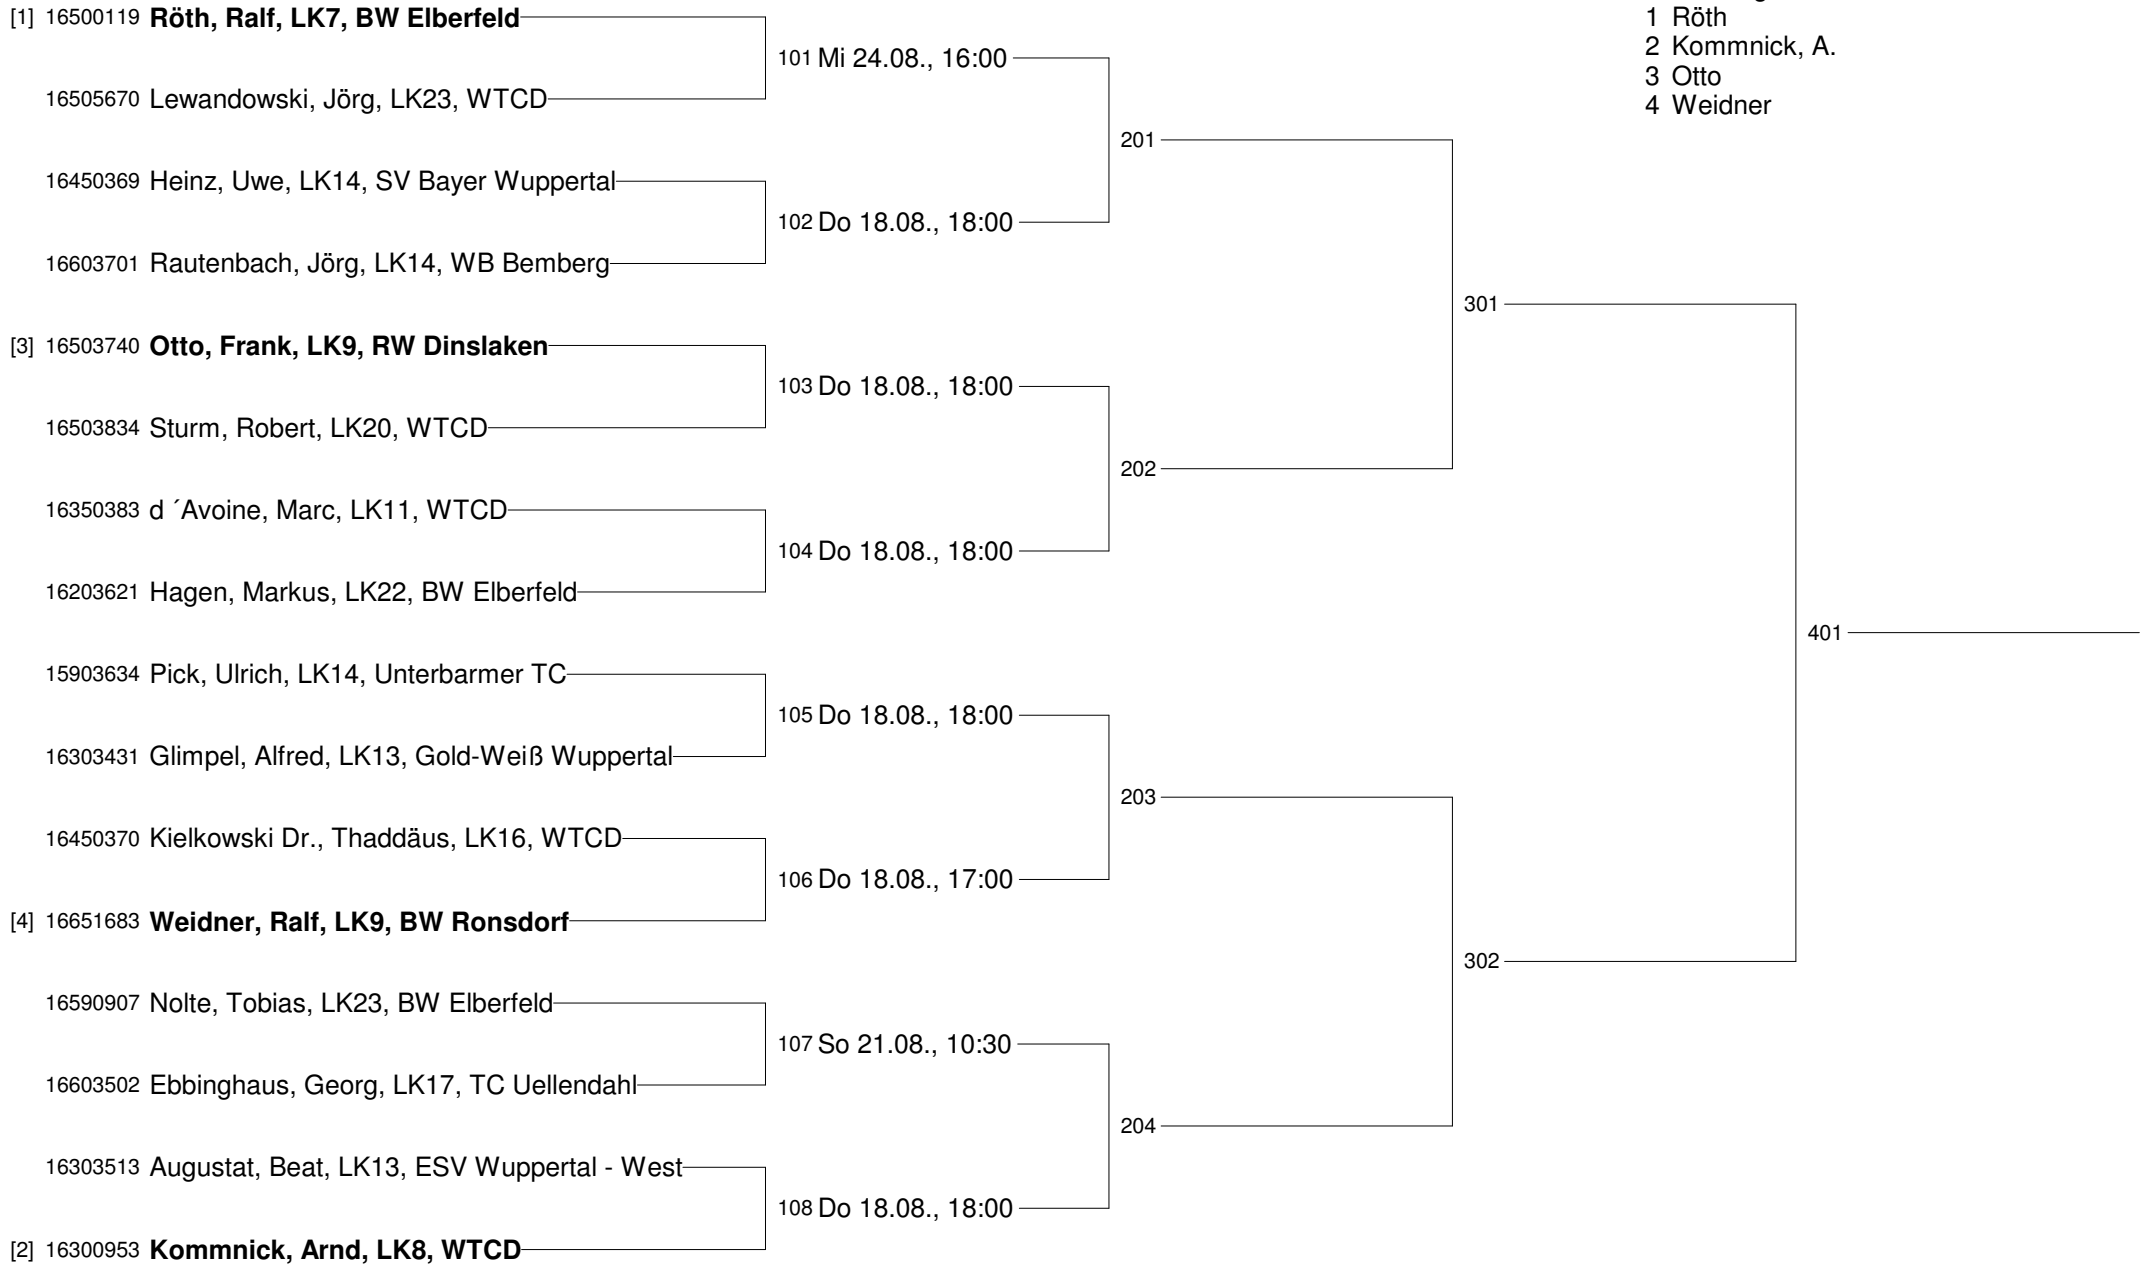 [1] 16500119 Röth, Ralf, LK7, BW Elberfeld
1 Röth
2 Kommnick, A.
3 Otto
4 Weidner
101 Mi 24.08., 16:00
16505670 Lewandowski, Jörg, LK23, WTCD
201
16450369 Heinz, Uwe, LK14, SV Bayer Wuppertal
102 Do 18.08., 18:00
16603701 Rautenbach, Jörg, LK14, WB Bemberg
301
[3] 16503740 Otto, Frank, LK9, RW Dinslaken
103 Do 18.08., 18:00
16503834 Sturm, Robert, LK20, WTCD
202
16350383 d ´Avoine, Marc, LK11, WTCD
104 Do 18.08., 18:00
16203621 Hagen, Markus, LK22, BW Elberfeld
401
15903634 Pick, Ulrich, LK14, Unterbarmer TC
105 Do 18.08., 18:00
16303431 Glimpel, Alfred, LK13, Gold-Weiß Wuppertal
203
16450370 Kielkowski Dr., Thaddäus, LK16, WTCD
106 Do 18.08., 17:00
[4] 16651683 Weidner, Ralf, LK9, BW Ronsdorf
302
16590907 Nolte, Tobias, LK23, BW Elberfeld
107 So 21.08., 10:30
16603502 Ebbinghaus, Georg, LK17, TC Uellendahl
204
16303513 Augustat, Beat, LK13, ESV Wuppertal - West
108 Do 18.08., 18:00
[2] 16300953 Kommnick, Arnd, LK8, WTCD